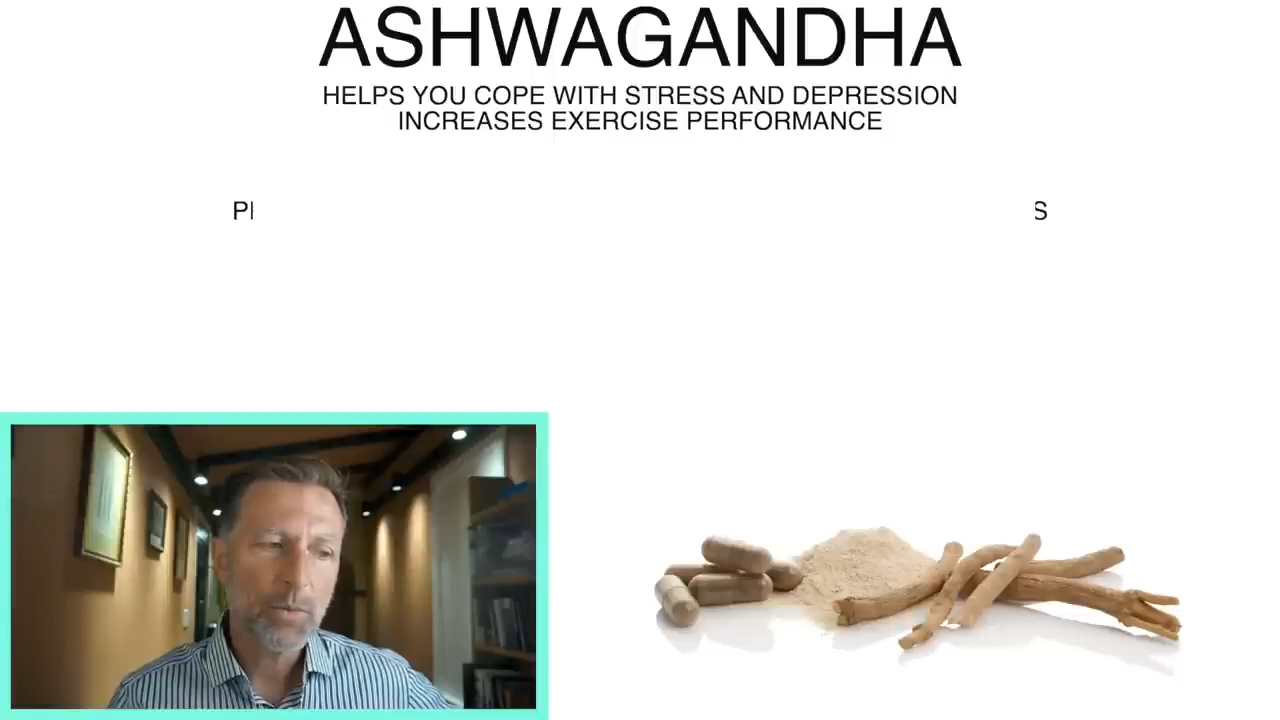 ASHWAGANDHA
HELPS YOU COPE WITH STRESS AND DEPRESSION
INCREASES EXERCISE PERFORMANCE